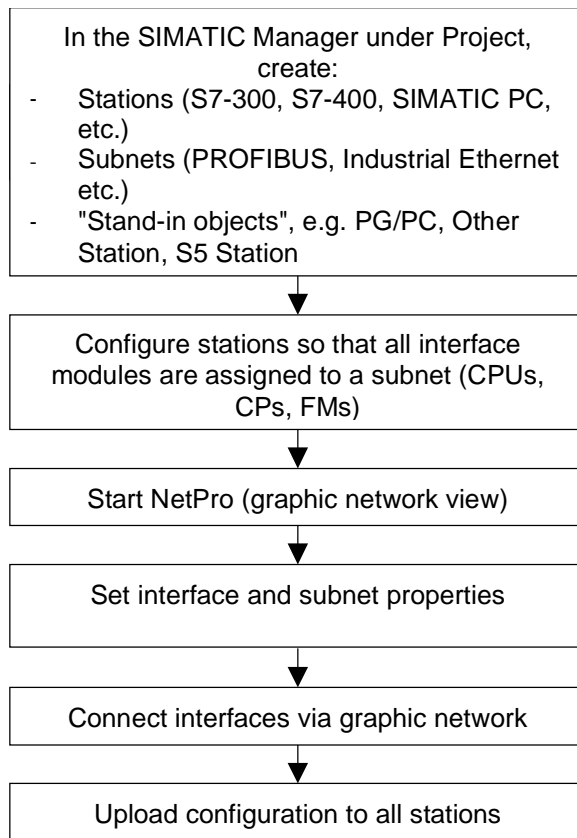 In the SIMATIC Manager under Project,
create:
- Stations (S7-300, S7-400, SIMATIC PC,
etc.)
- Subnets (PROFIBUS, Industrial Ethernet
etc.)
- "Stand-in objects", e.g. PG/PC, Other
Station, S5 Station
Configure stations so that all interface
modules are assigned to a subnet (CPUs,
CPs, FMs)
Start NetPro (graphic network view)
Set interface and subnet properties
Connect interfaces via graphic network
Upload configuration to all stations